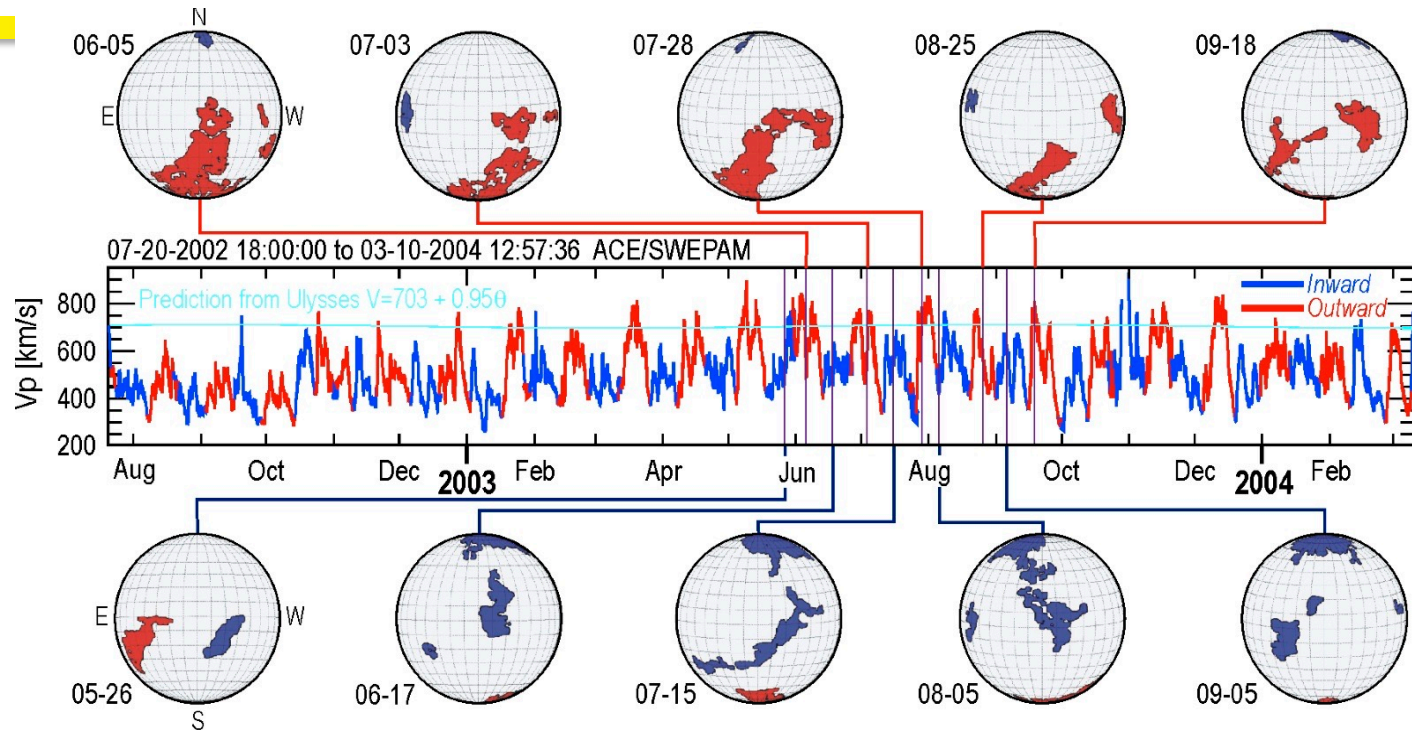 N
06-05 07-03 07-28 08-25 09-18
E W
07-20-2002 18:00:00 to 03-10-2004 12:57:36 ACE/SWEPAM
Vp [km/s]
800
600
400
200
Prediction from Ulysses V=703 + 0.95θ
Inward
Outward
Aug Oct Dec 2003 Feb Apr Jun Aug Oct Dec 2004 Feb
E W
05-26 06-17 07-15 08-05 09-05
S